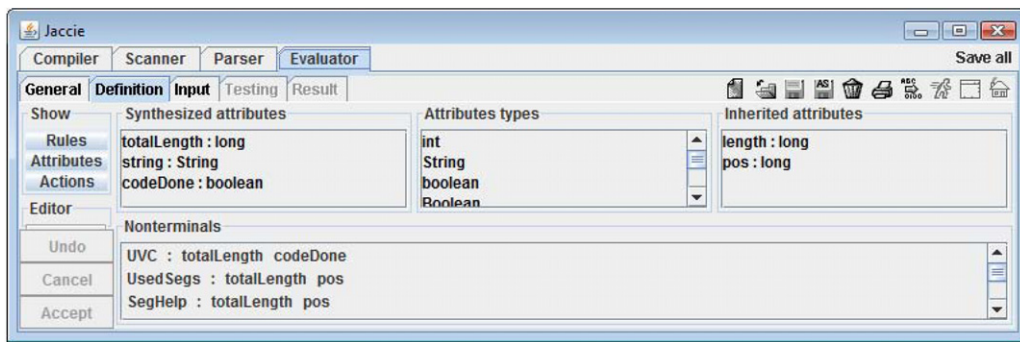 Jaccie
Compiler Scanner Parser Evaluator Save all
General Definition Input Testing Result
Show
Rules
Attributes
Actions
Editor
Undo
Cancel
Accept
Synthesized attributes
totalLength : long
string : String
codeDone : boolean
Attributes types
int
String
boolean
Boolean
Inherited attributes
length : long
pos : long
Nonterminals
UVC : totalLength codeDone
UsedSegs : totalLength pos
SegHelp : totalLength pos